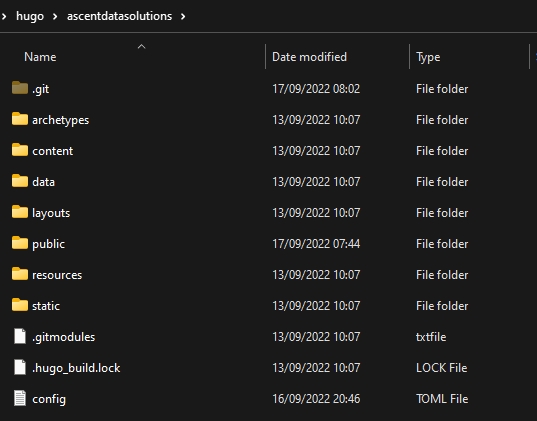 > hugo > ascentdatasolutions >
Name Date modified Type
.git 17/09/2022 08:02 File folder
archetypes 13/09/2022 10:07 File folder
content 13/09/2022 10:07 File folder
data 13/09/2022 10:07 File folder
layouts 13/09/2022 10:07 File folder
public 17/09/2022 07:44 File folder
resources 13/09/2022 10:07 File folder
static 13/09/2022 10:07 File folder
.gitmodules 13/09/2022 10:07 txtfile
.hugo_build.lock 13/09/2022 10:07 LOCK File
config 16/09/2022 20:46 TOML File